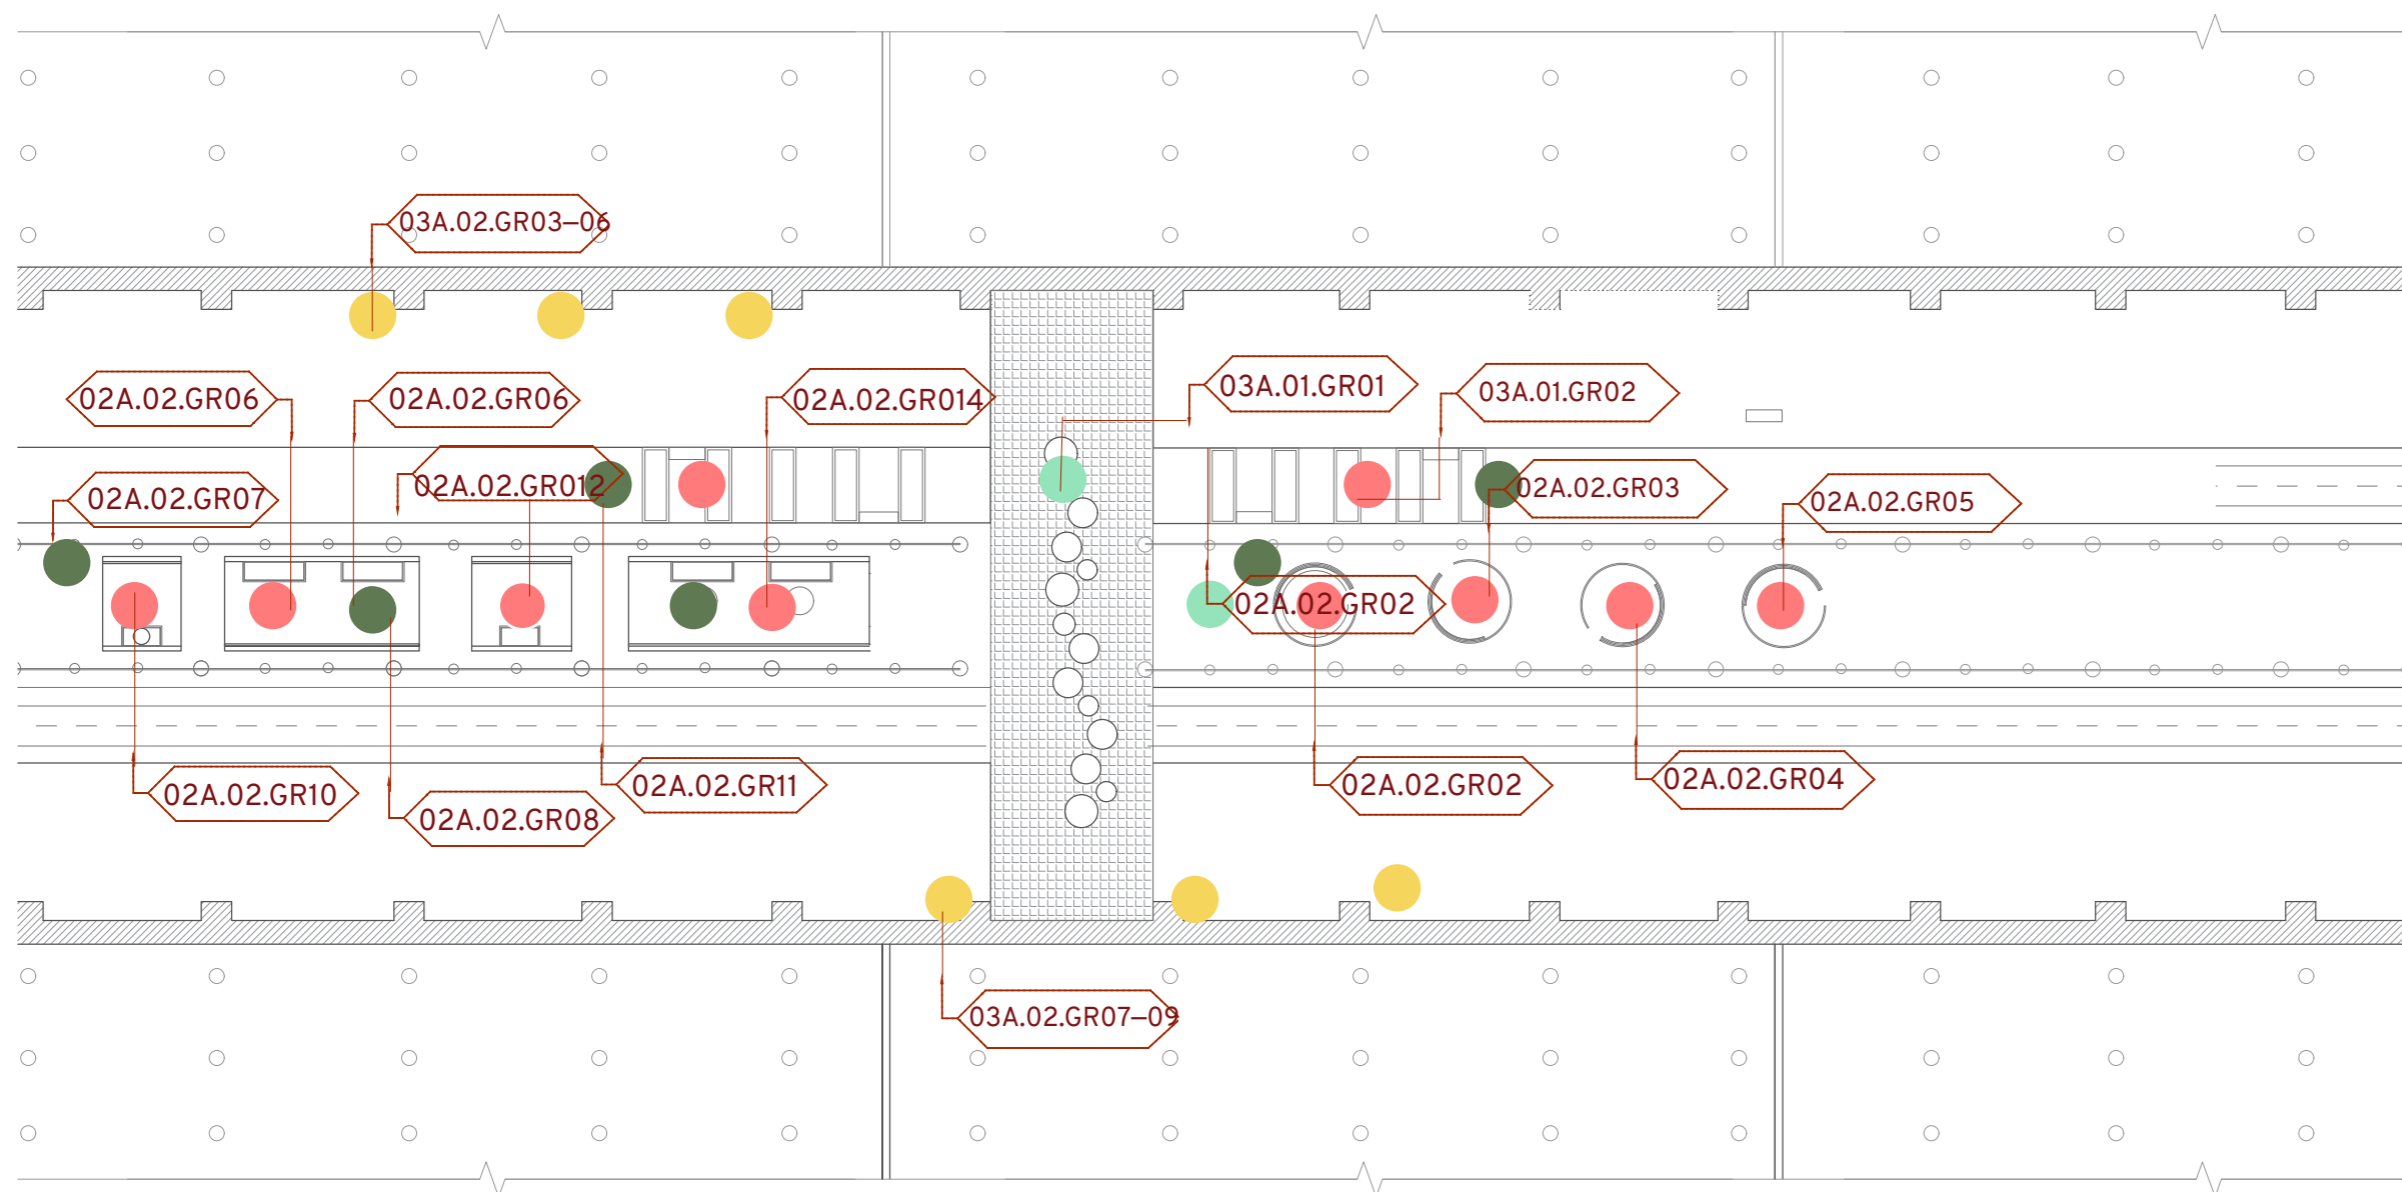 03A.02.GR03–06
02A.02.GR06
02A.02.GR06
02A.02.GR014
03A.01.GR01
03A.01.GR02
02A.02.GR07
02A.02.GR012
02A.02.GR03
02A.02.GR05
02A.02.GR02
02A.02.GR10
02A.02.GR08
02A.02.GR11
02A.02.GR02
02A.02.GR04
03A.02.GR07–09